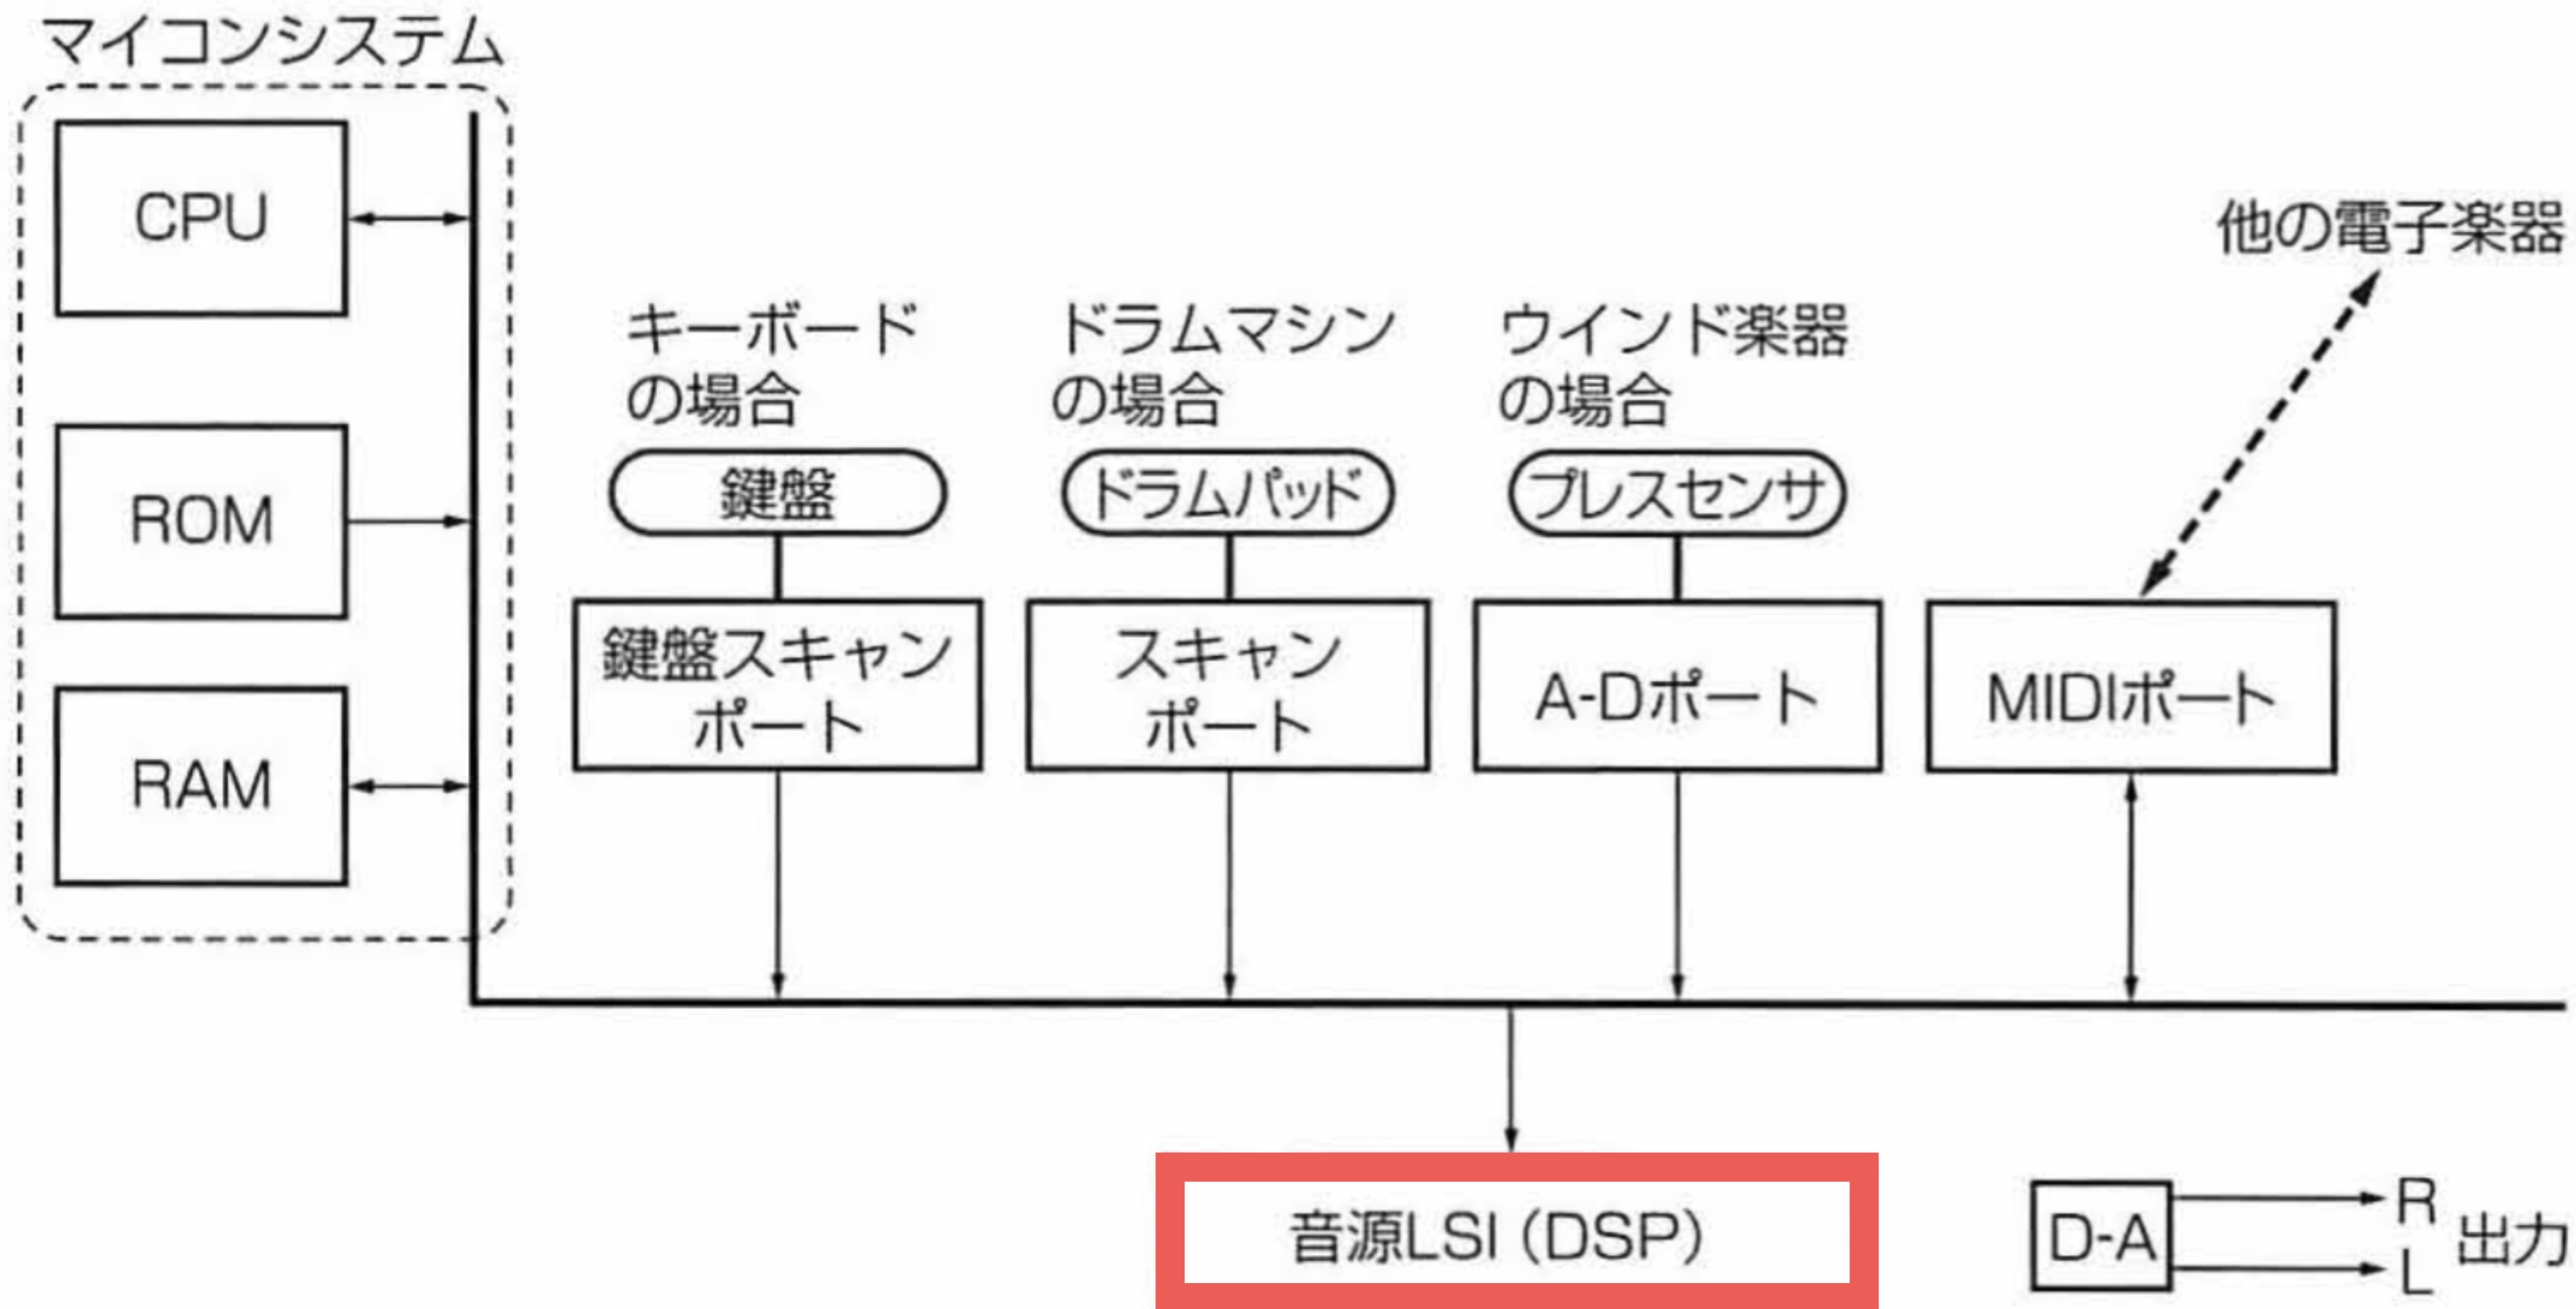 マイコンシステム
CPU
ROM
RAM
キーボード
の場合
鍵盤
鍵盤スキャン
ポート
ドラムマシン
の場合
ドラムパッド
スキャン
ポート
ウインド楽器
の場合
ブレスセンサ
A-Dポート
他の電子楽器
MIDIポート
音源LSI（DSP）
D-A
R
L
出力